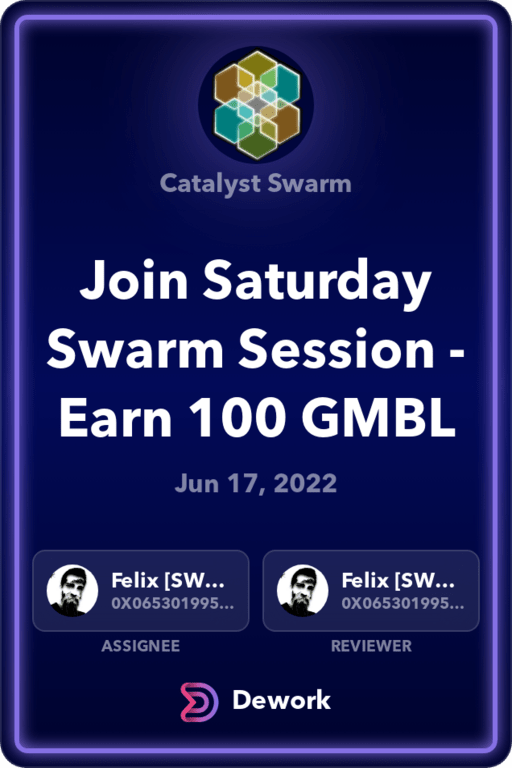 Catalyst Swarm
Join Saturday
Swarm Session -
Earn 100 GMBL
Jun 17, 2022
Felix [SW...
0X065301995...
ASSIGNEE
Felix [SW...
0X065301995...
REVIEWER
Dework